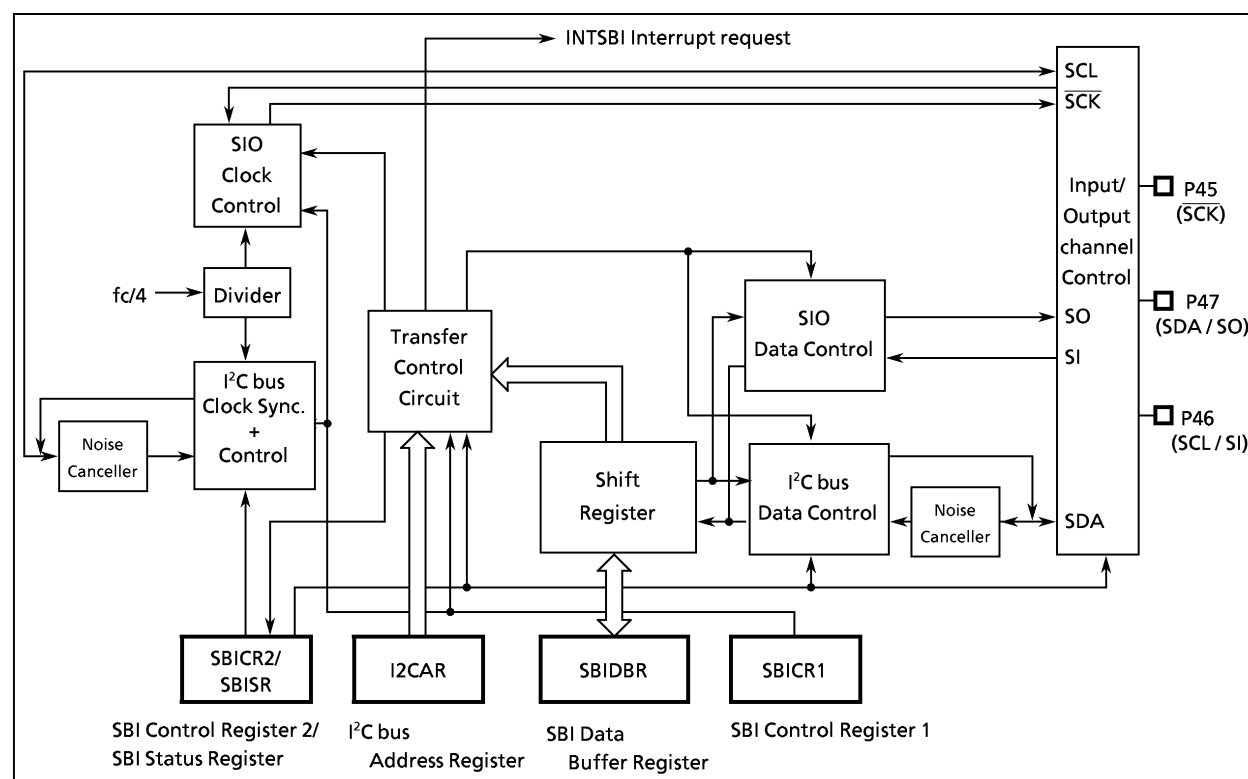 INTSBI Interrupt request
SCL
SCK
SIO
Clock
Control
Input/
Output
channel
Control
P45
(SCK)
fc/4
Divider
P47
(SDA / SO)
SO
SIO
Data Control
Transfer
Control
Circuit
SI
I²C bus
Clock Sync.
+
Control
P46
(SCL / SI)
Noise
Canceller
Shift
Register
I²C bus
Data Control
Noise
Canceller
SDA
SBICR2/
SBISR
I2CAR
SBIDBR
SBICR1
SBI Control Register 2/
SBI Status Register
I²C bus
Address Register
SBI Data
Buffer Register
SBI Control Register 1